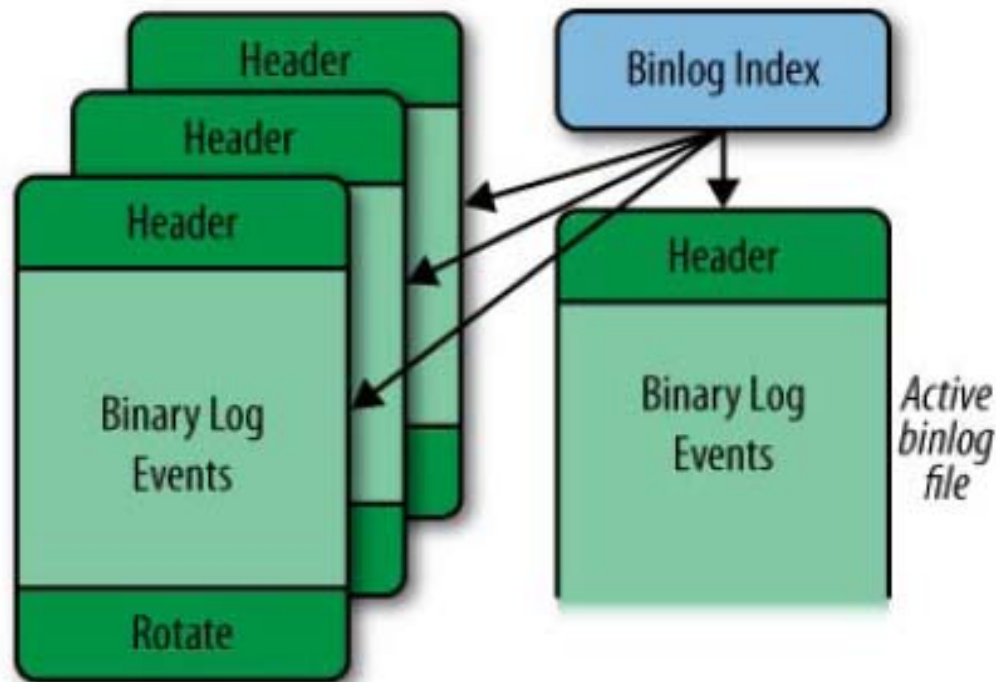 Header
Header
Header
Binary Log
Events
Rotate
Binlog Index
Header
Binary Log
Events
Active
binlog
file